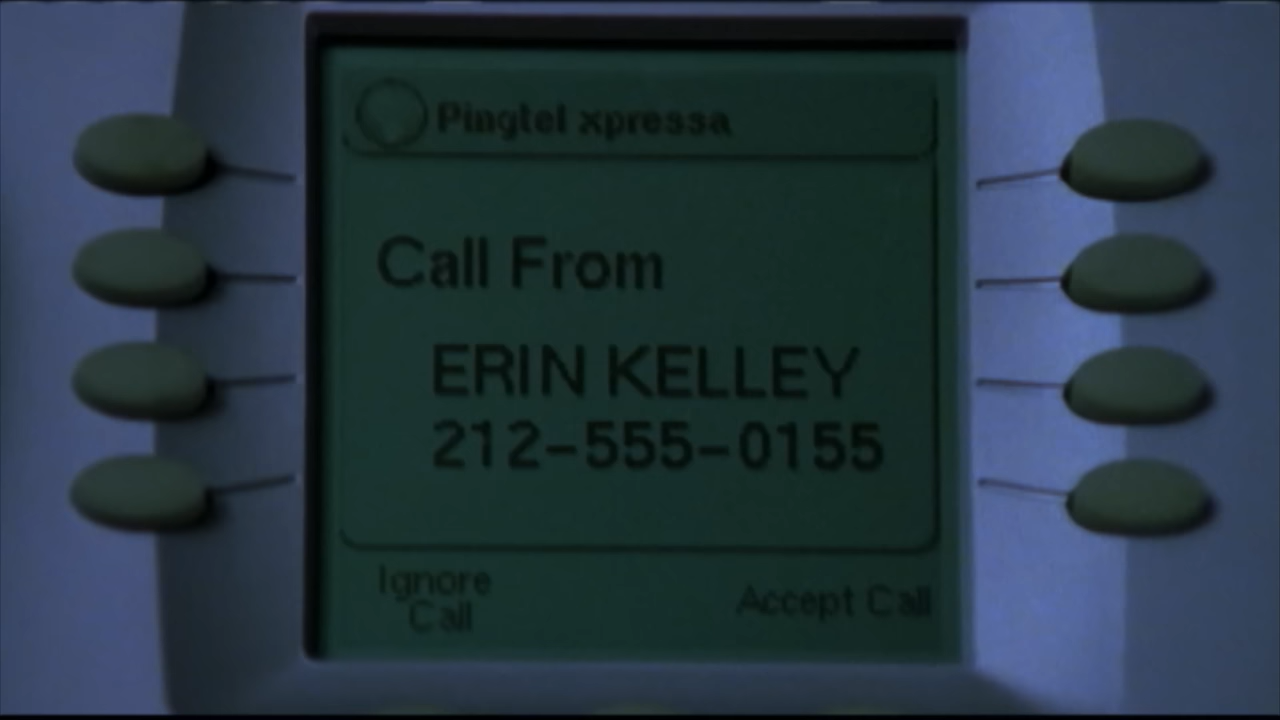 Pingtel xpressa
Call From
ERIN KELLEY
212-555-0155
Ignore
Call
Accept Call